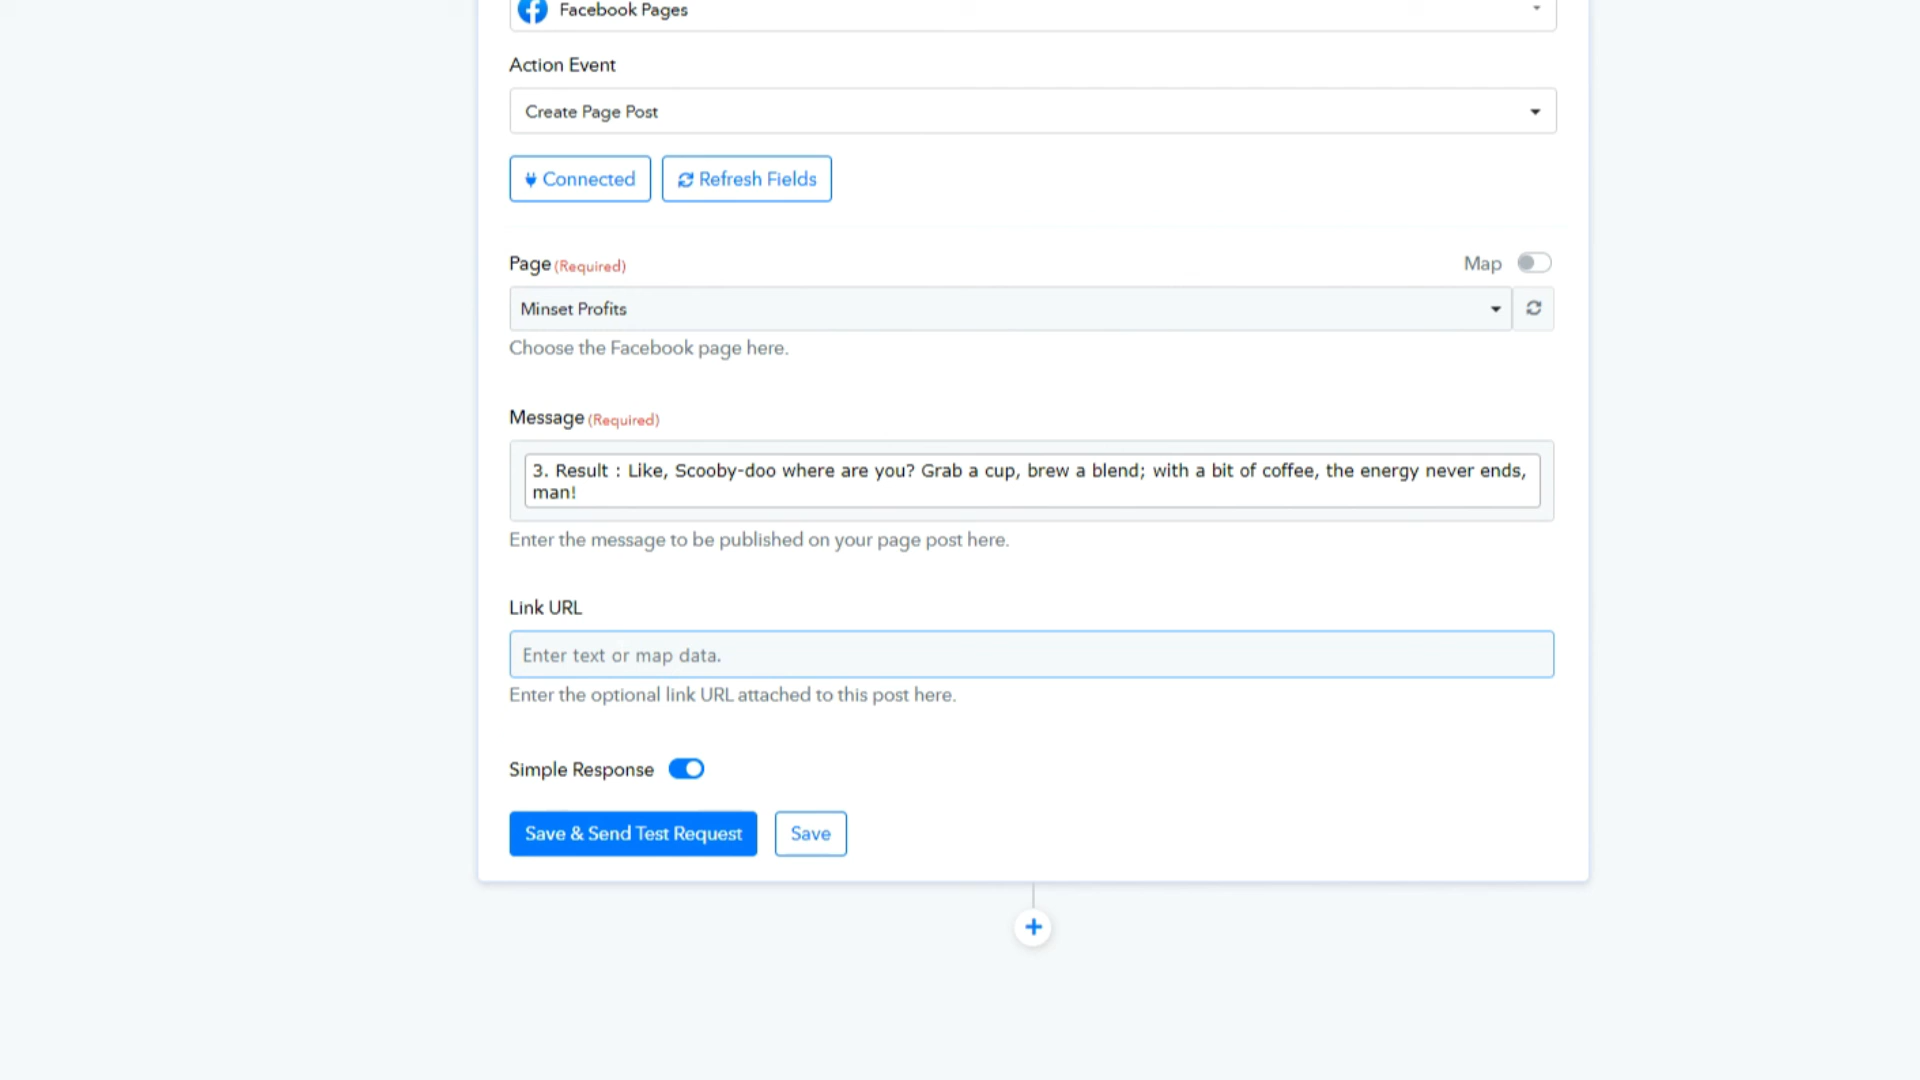 Facebook Pages
Action Event
Create Page Post
Connected
Refresh Fields
Page (Required)
Map
Minset Profits
Choose the Facebook page here.
Message (Required)
3. Result : Like, Scooby-doo where are you? Grab a cup, brew a blend; with a bit of coffee, the energy never ends,
man!
Enter the message to be published on your page post here.
Link URL
Enter text or map data.
Enter the optional link URL attached to this post here.
Simple Response
Save & Send Test Request
Save